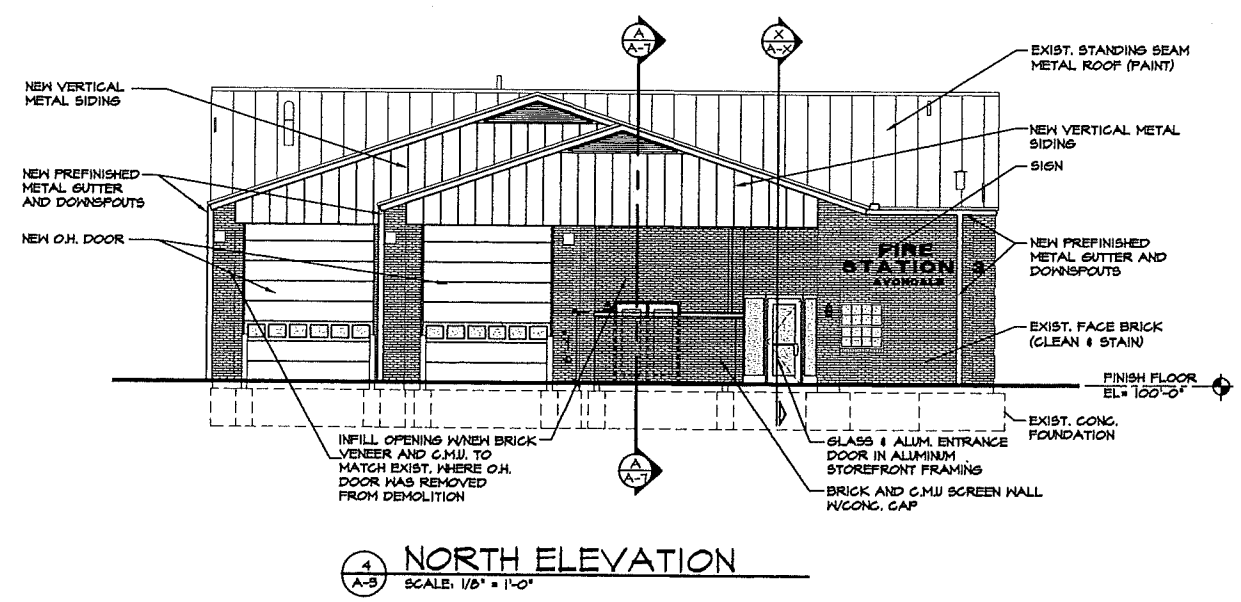 A
A-7
X
A-X
EXIST. STANDING SEAM
METAL ROOF (PAINT)
NEW VERTICAL
METAL SIDING
NEW VERTICAL METAL
SIDING
SIGN
NEW PREFINISHED
METAL GUTTER
AND DOWNSPOUTS
NEW O.H. DOOR
FIRE
STATION 3
AVONDALE
NEW PREFINISHED
METAL GUTTER AND
DOWNSPOUTS
EXIST. FACE BRICK
(CLEAN & STAIN)
FINISH FLOOR
EL= 100'-0"
EXIST. CONC.
FOUNDATION
INFILL OPENING W/NEW BRICK
VENEER AND C.M.U. TO
MATCH EXIST. WHERE O.H.
DOOR WAS REMOVED
FROM DEMOLITION
A
A-7
GLASS & ALUM. ENTRANCE
DOOR IN ALUMINUM
STOREFRONT FRAMING
BRICK AND C.M.U SCREEN WALL
W/CONC. CAP
4
NORTH ELEVATION
SCALE: 1/8" = 1'-0"